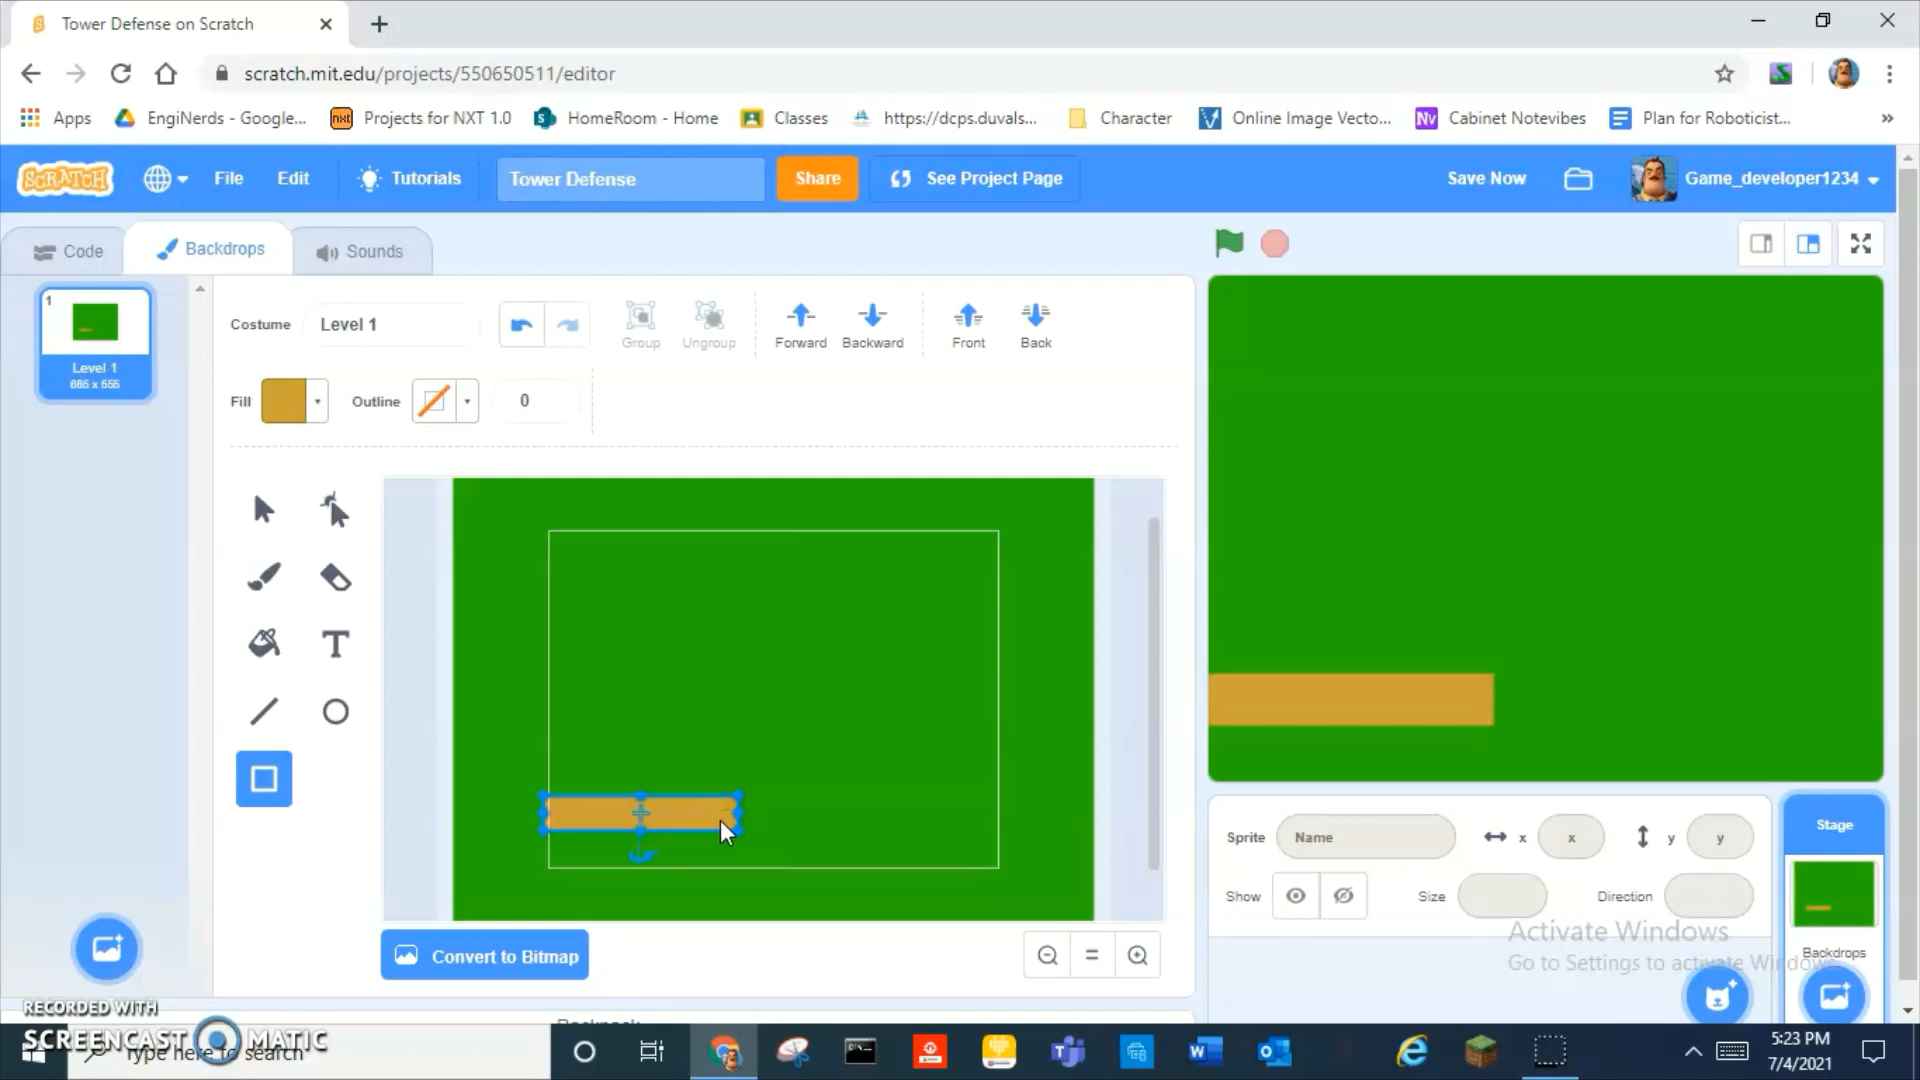 Tower Defense on Scratch
scratch.mit.edu/projects/550650511/editor
Apps EngiNerds - Google... nxt Projects for NXT 1.0 HomeRoom - Home Classes https://dcps.duvals... Character Online Image Vecto... Nv Cabinet Notevibes Plan for Roboticist... »
SCRATCH File Edit Tutorials Tower Defense Share See Project Page Save Now Game_developer1234
Code Backdrops Sounds
1
Level 1
665 x 555
Costume Level 1 Group Ungroup Forward Backward Front Back
Fill Outline 0
T
Convert to Bitmap
Sprite Name x x y y
Show Size Direction
Stage
Backdrops
Activate Windows
Go to Settings to activate Windows.
RECORDED WITH
SCREENCAST MATIC
Type here to search
5:23 PM
7/4/2021